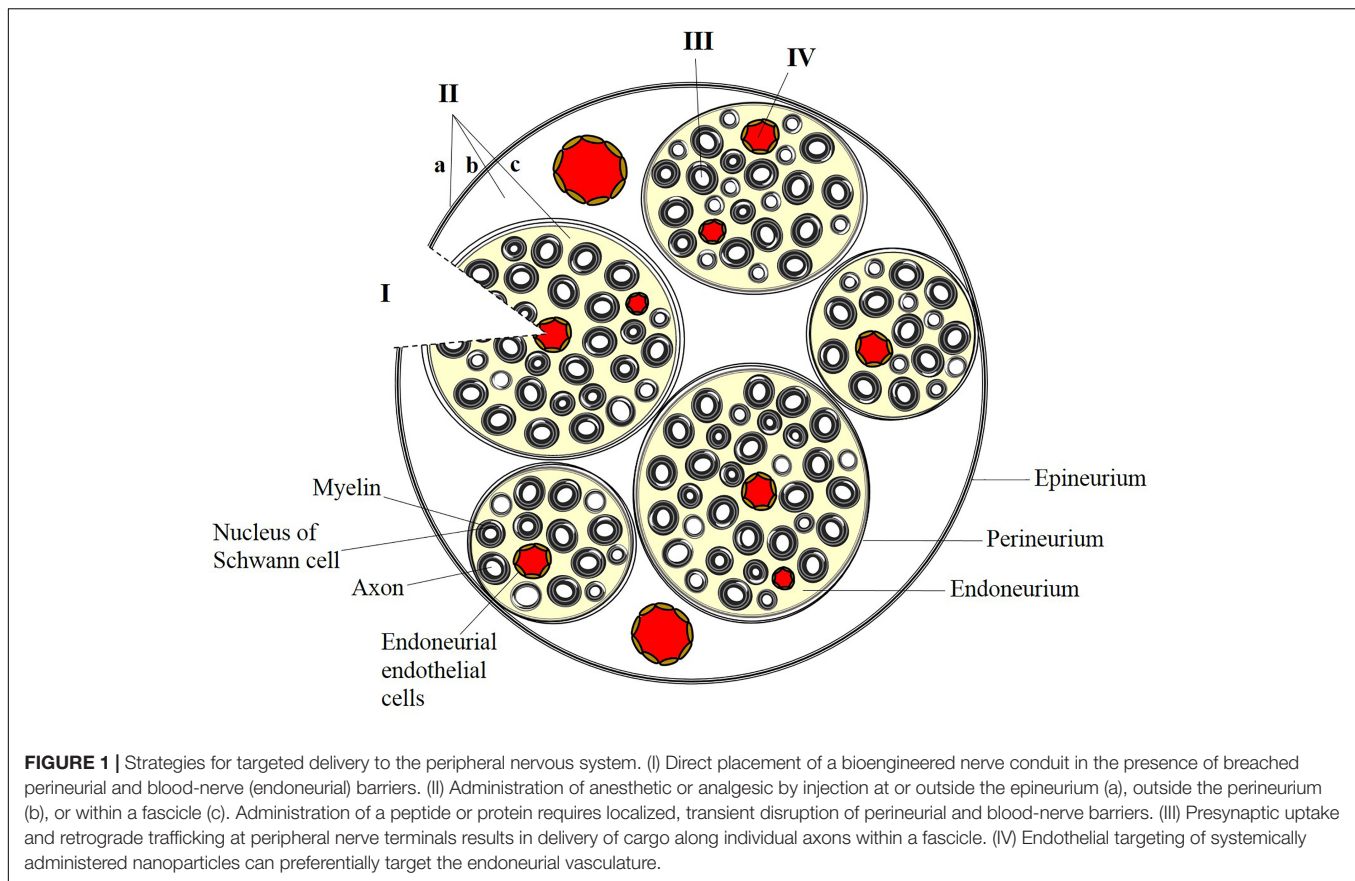 III
IV
II
a
b
c
I
Myelin
Nucleus of
Schwann cell
Axon
Endoneurial
endothelial
cells
Epineurium
Perineurium
Endoneurium
FIGURE 1 | Strategies for targeted delivery to the peripheral nervous system. (I) Direct placement of a bioengineered nerve conduit in the presence of breached
perineurial and blood-nerve (endoneurial) barriers. (II) Administration of anesthetic or analgesic by injection at or outside the epineurium (a), outside the perineurium
(b), or within a fascicle (c). Administration of a peptide or protein requires localized, transient disruption of perineurial and blood-nerve barriers. (III) Presynaptic uptake
and retrograde trafficking at peripheral nerve terminals results in delivery of cargo along individual axons within a fascicle. (IV) Endothelial targeting of systemically
administered nanoparticles can preferentially target the endoneurial vasculature.